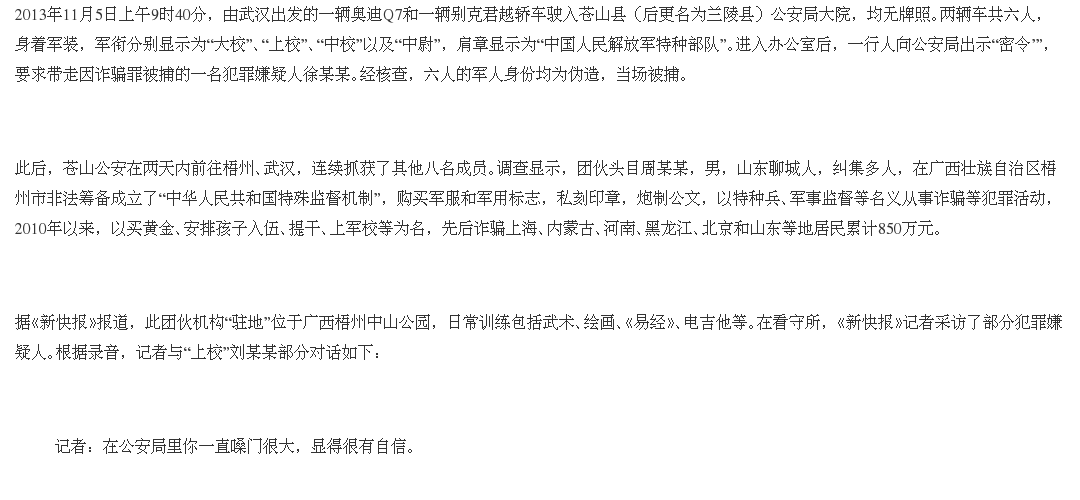 2013年11月5日上午9时40分，由武汉出发的一辆奥迪Q7和一辆别克君越轿车驶入苍山县（后更名为兰陵县）公安局大院，均无牌照。两辆车共六人，
身着军装，军衔分别显示为“大校”、“上校”、“中校”以及“中尉”，肩章显示为“中国人民解放军特种部队”。进入办公室后，一行人向公安局出示“密令’”，
要求带走因诈骗罪被捕的一名犯罪嫌疑人徐某某。经核查，六人的军人身份均为伪造，当场被捕。
此后，苍山公安在两天内前往梧州、武汉，连续抓获了其他八名成员。调查显示，团伙头目周某某，男，山东聊城人，纠集多人，在广西壮族自治区梧
州市非法筹备成立了“中华人民共和国特殊监督机制”，购买军服和军用标志，私刻印章，炮制公文，以特种兵、军事监督等名义从事诈骗等犯罪活动，
2010年以来，以买黄金、安排孩子入伍、提干、上军校等为名，先后诈骗上海、内蒙古、河南、黑龙江、北京和山东等地居民累计850万元。
据《新快报》报道，此团伙机构“驻地”位于广西梧州中山公园，日常训练包括武术、绘画、《易经》、电吉他等。在看守所，《新快报》记者采访了部分犯罪嫌
疑人。根据录音，记者与“上校”刘某某部分对话如下：
记者：在公安局里你一直嗓门很大，显得很有自信。